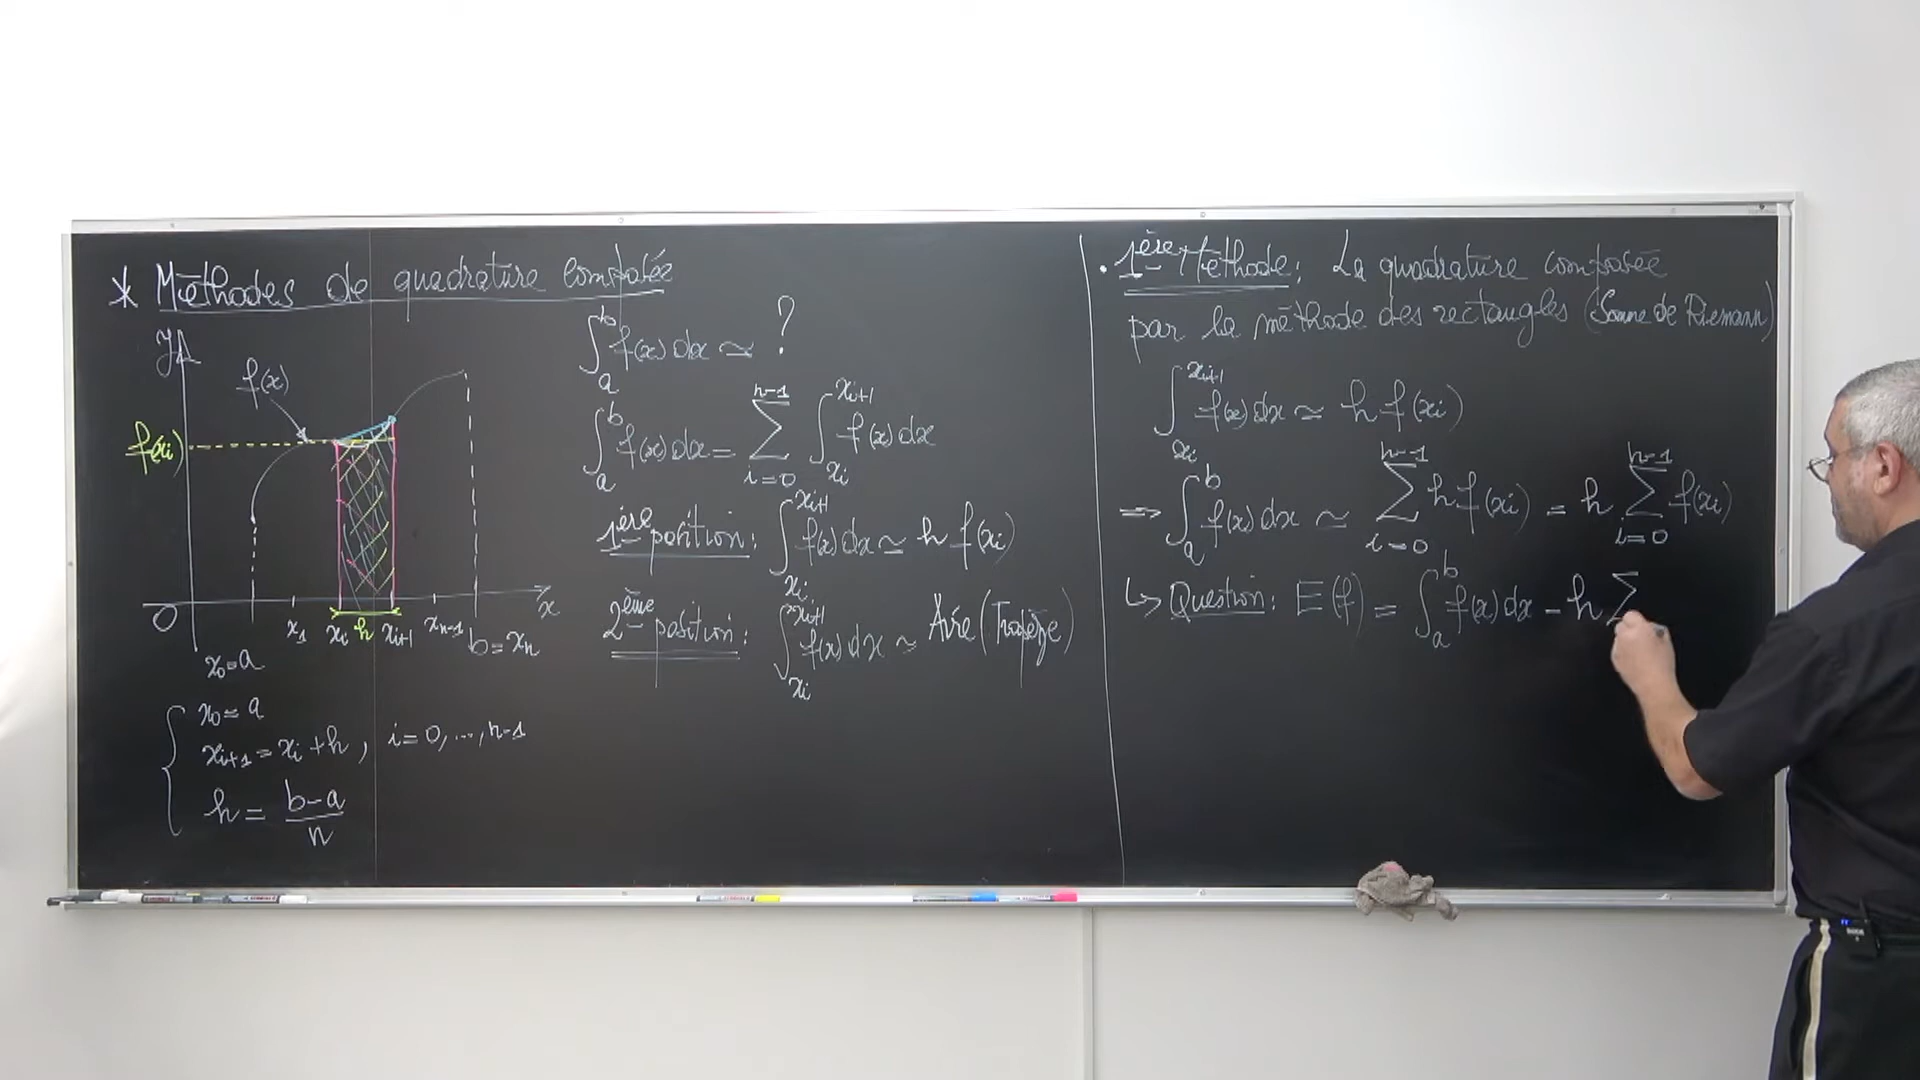 * Méthodes de quadrature composée
y
f(x)
f(xi)
0
x1 xi h xi+1 xn-1 b=xn x
x0=a
{ x0=a
xi+1=xi+h, i=0,...,n-1
h = (b-a)/n
∫_a^b f(x)dx ≃ ?
∫_a^b f(x)dx = ∑_{i=0}^{n-1} ∫_{xi}^{xi+1} f(x)dx
1ère position: ∫_{xi}^{xi+1} f(x)dx ≃ h f(xi)
2ème position: ∫_{xi}^{xi+1} f(x)dx ≃ Aire (Trapèze)
. 1ère Méthode: La quadrature composée
par la méthode des rectangles (Somme de Riemann)
∫_{xi}^{xi+1} f(x)dx ≃ h f(xi)
⇒ ∫_a^b f(x)dx ≃ ∑_{i=0}^{n-1} h f(xi) = h ∑_{i=0}^{n-1} f(xi)
↳ Question: E(f) = ∫_a^b f(x)dx - h ∑